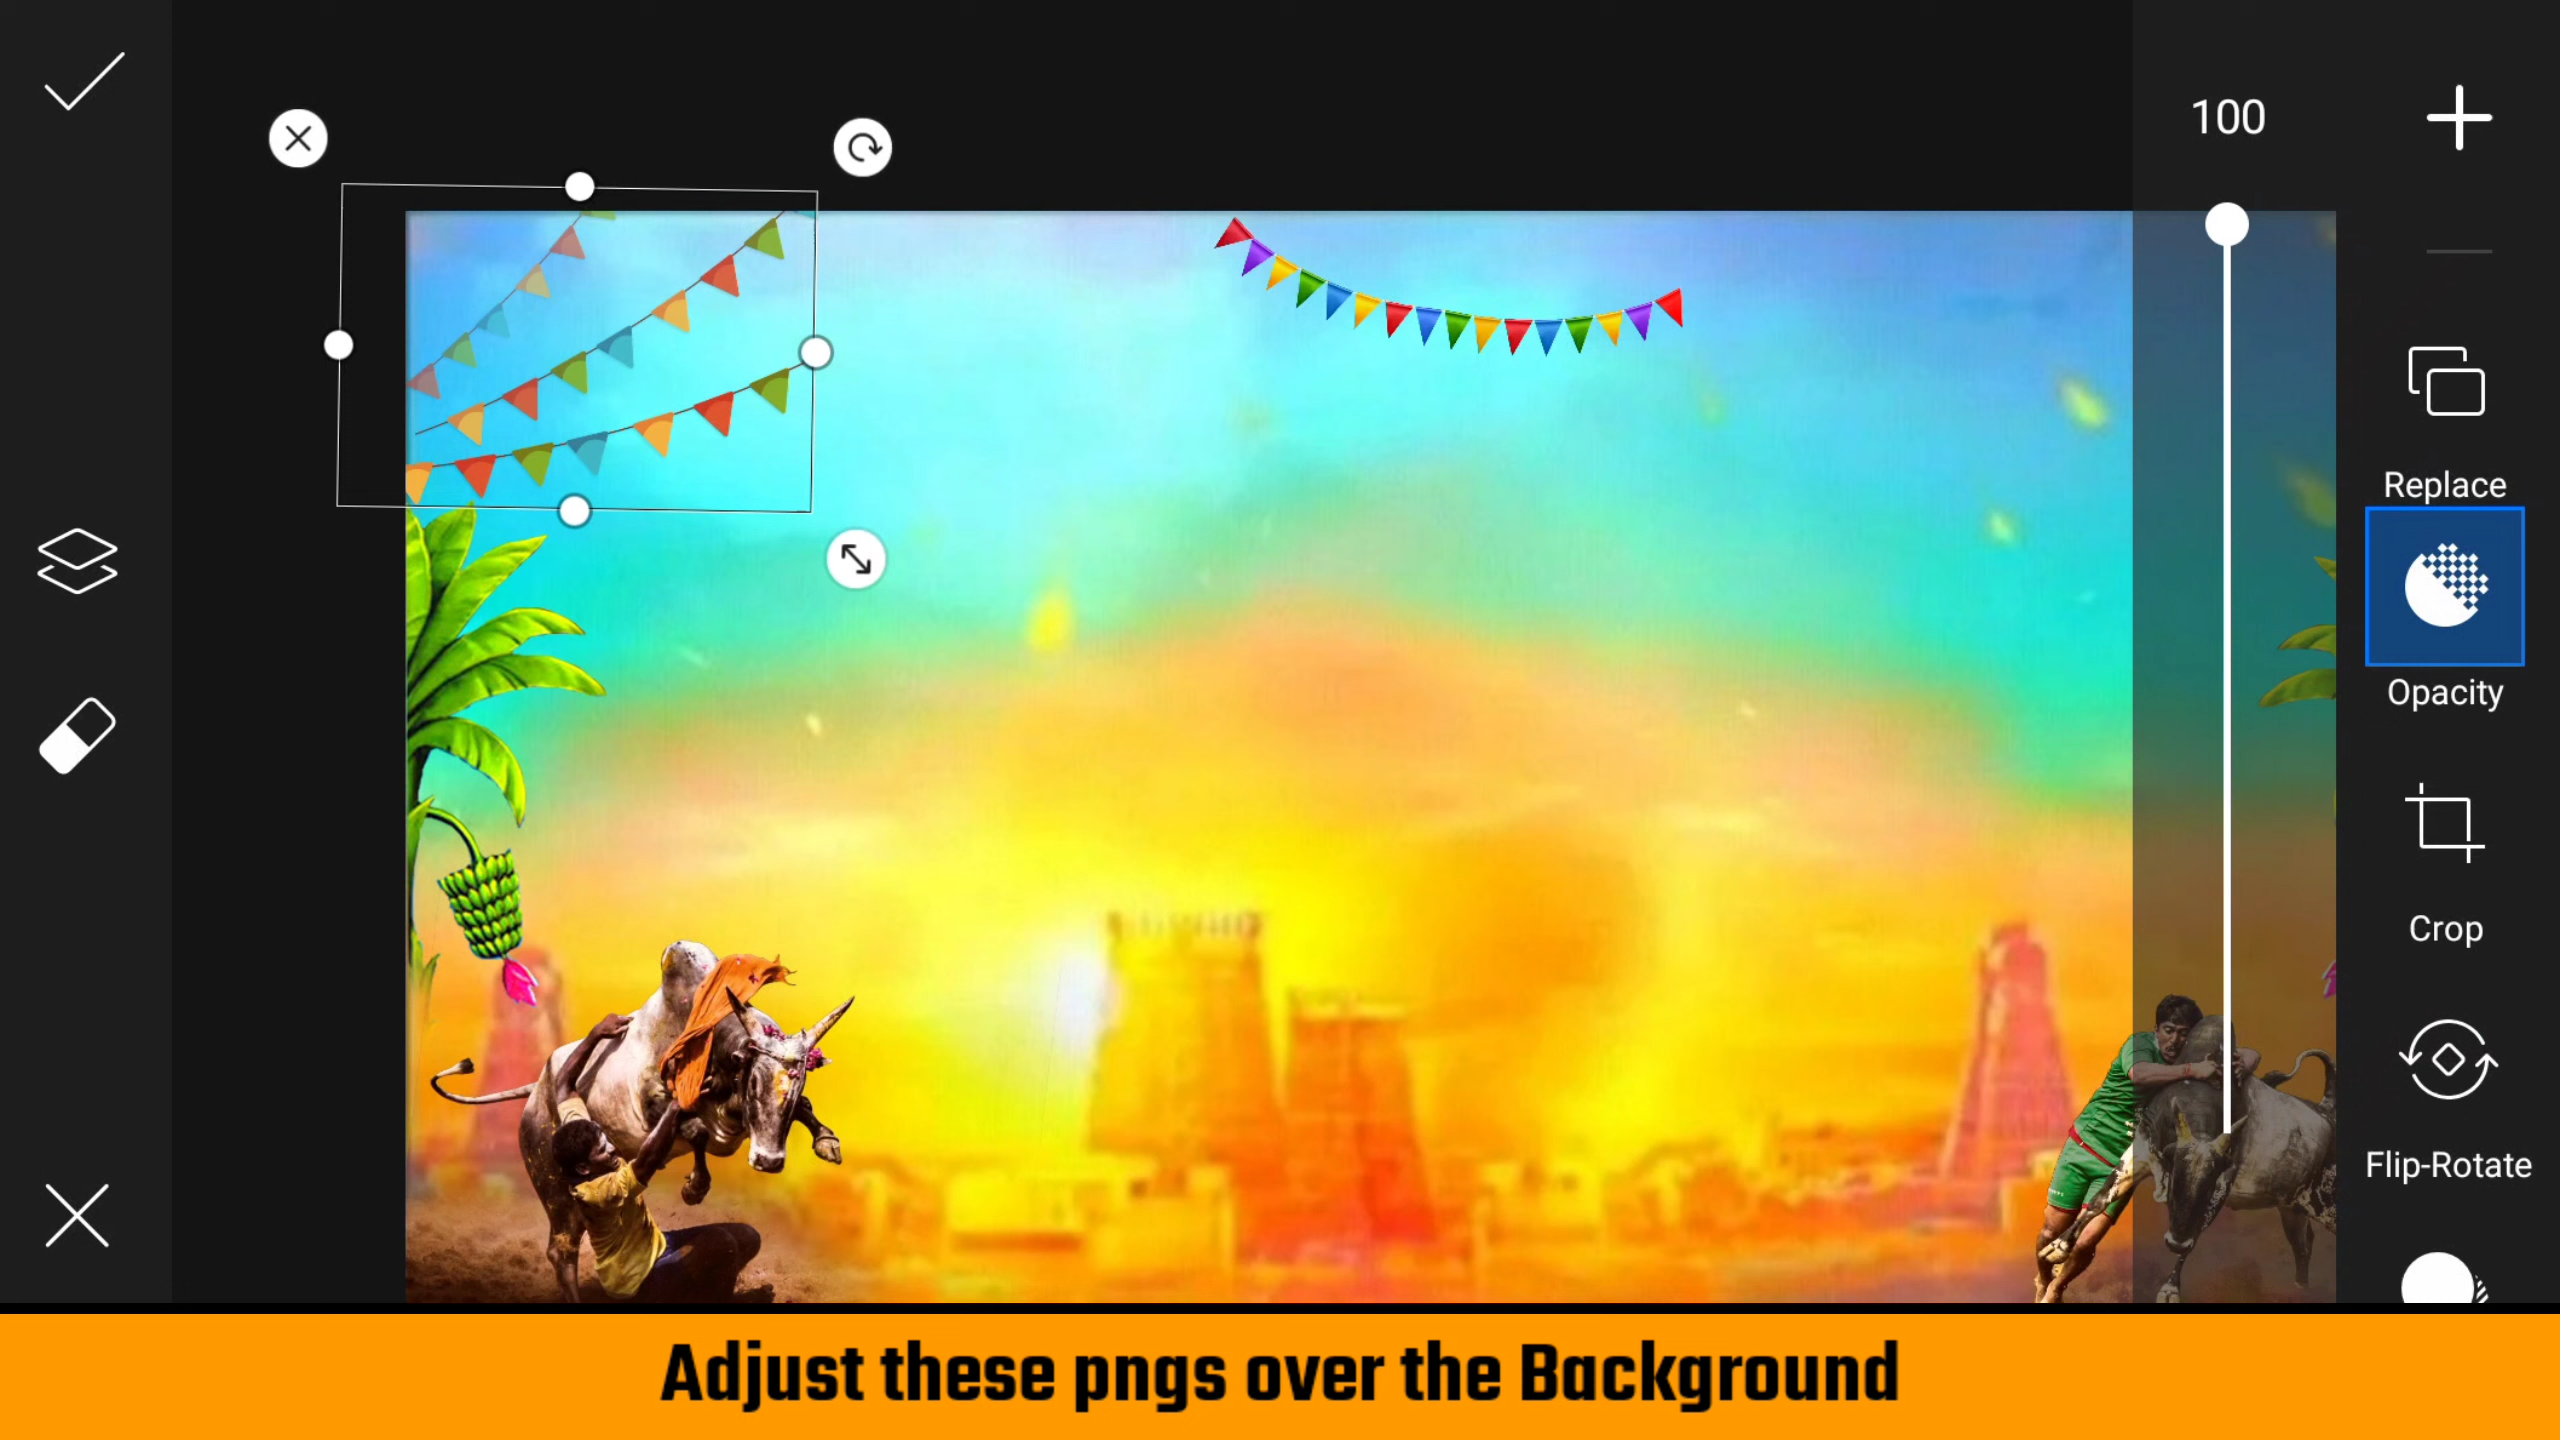 100
Replace
Opacity
Crop
Flip-Rotate
Adjust these pngs over the Background